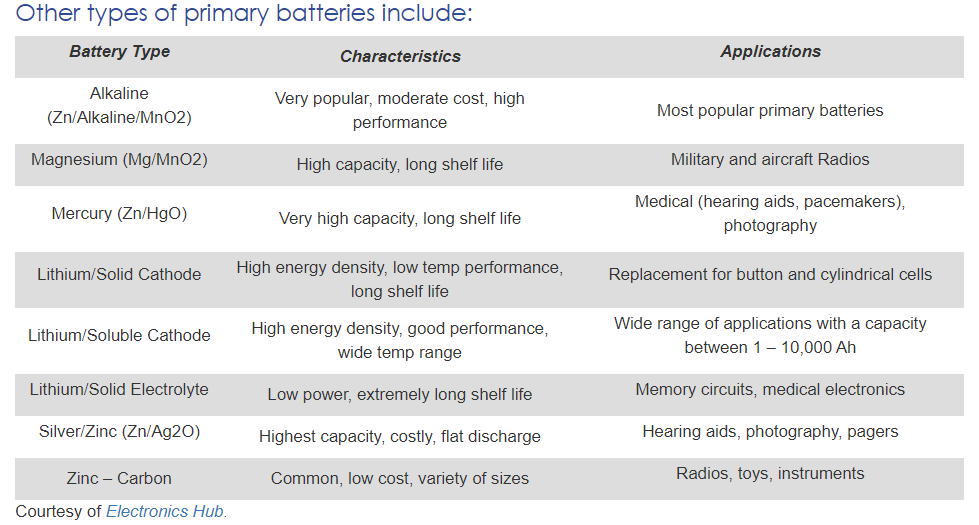 Other types of primary batteries include:
Battery Type Characteristics Applications
Alkaline
(Zn/Alkaline/MnO2)
Very popular, moderate cost, high
performance
Most popular primary batteries
Magnesium (Mg/MnO2)
High capacity, long shelf life
Military and aircraft Radios
Mercury (Zn/HgO)
Very high capacity, long shelf life
Medical (hearing aids, pacemakers),
photography
Lithium/Solid Cathode
High energy density, low temp performance,
long shelf life
Replacement for button and cylindrical cells
Lithium/Soluble Cathode
High energy density, good performance,
wide temp range
Wide range of applications with a capacity
between 1 – 10,000 Ah
Lithium/Solid Electrolyte
Low power, extremely long shelf life
Memory circuits, medical electronics
Silver/Zinc (Zn/Ag2O)
Highest capacity, costly, flat discharge
Hearing aids, photography, pagers
Zinc – Carbon
Common, low cost, variety of sizes
Radios, toys, instruments
Courtesy of Electronics Hub.